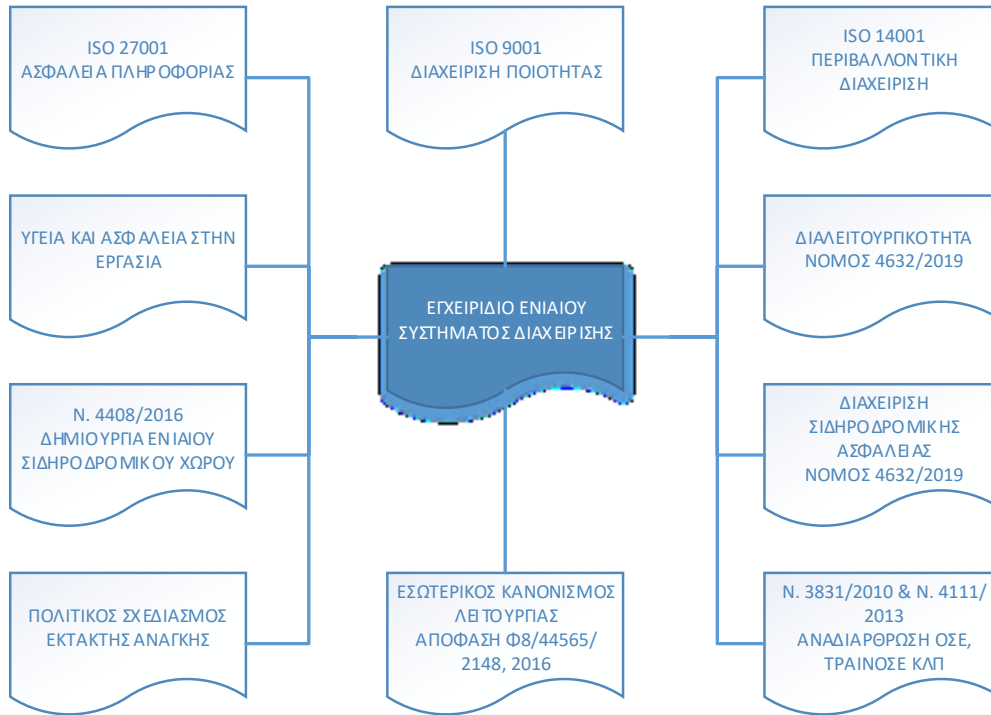 ISO 27001
ΑΣΦΑΛΕΙΑ ΠΛΗΡΟΦΟΡΙΑΣ
ISO 9001
ΔΙΑΧΕΙΡΙΣΗ ΠΟΙΟΤΗΤΑΣ
ISO 14001
ΠΕΡΙΒΑΛΛΟΝΤΙΚΗ
ΔΙΑΧΕΙΡΙΣΗ
ΥΓΕΙΑ ΚΑΙ ΑΣΦΑΛΕΙΑ ΣΤΗΝ
ΕΡΓΑΣΙΑ
ΔΙΑΛΕΙΤΟΥΡΓΙΚΟΤΗΤΑ
ΝΟΜΟΣ 4632/2019
ΕΓΧΕΙΡΙΔΙΟ ΕΝΙΑΙΟΥ
ΣΥΣΤΗΜΑΤΟΣ ΔΙΑΧΕΙΡΙΣΗΣ
Ν. 4408/2016
ΔΗΜΙΟΥΡΓΙΑ ΕΝΙΑΙΟΥ
ΣΙΔΗΡΟΔΡΟΜΙΚΟΥ ΧΩΡΟΥ
ΔΙΑΧΕΙΡΙΣΗ
ΣΙΔΗΡΟΔΡΟΜΙΚΗΣ
ΑΣΦΑΛΕΙΑΣ
ΝΟΜΟΣ 4632/2019
ΠΟΛΙΤΙΚΟΣ ΣΧΕΔΙΑΣΜΟΣ
ΕΚΤΑΚΤΗΣ ΑΝΑΓΚΗΣ
ΕΣΩΤΕΡΙΚΟΣ ΚΑΝΟΝΙΣΜΟΣ
ΛΕΙΤΟΥΡΓΙΑΣ
ΑΠΟΦΑΣΗ Φ8/44565/
2148, 2016
Ν. 3831/2010 & Ν. 4111/
2013
ΑΝΑΔΙΑΡΘΡΩΣΗ ΟΣΕ,
ΤΡΑΙΝΟΣΕ ΚΛΠ